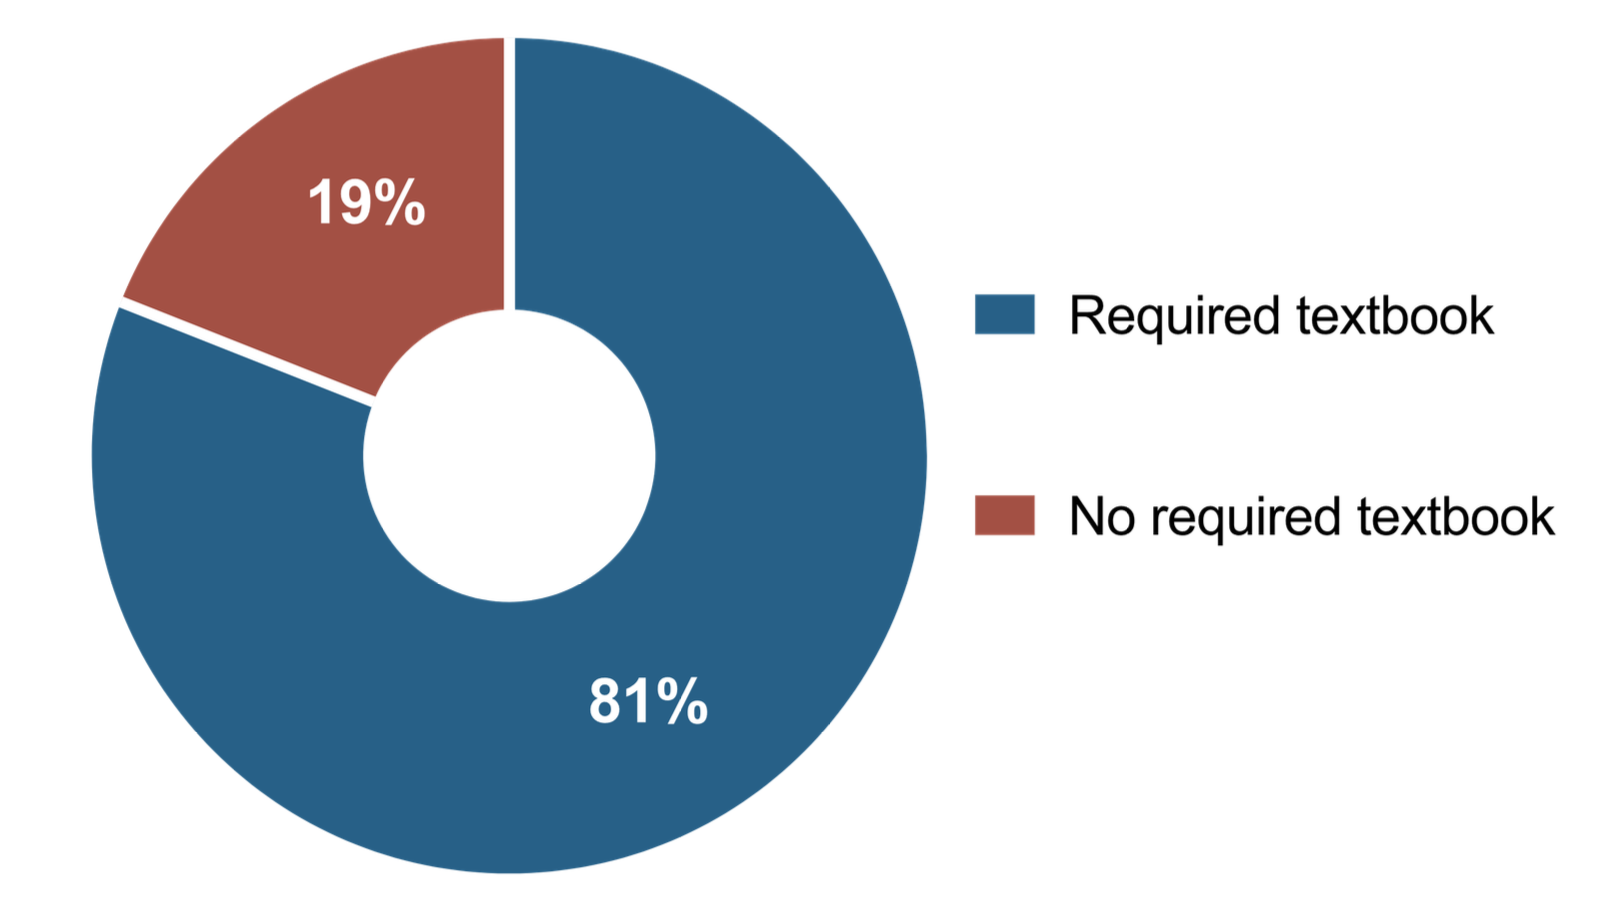 19%
Required textbook
No required textbook
81%